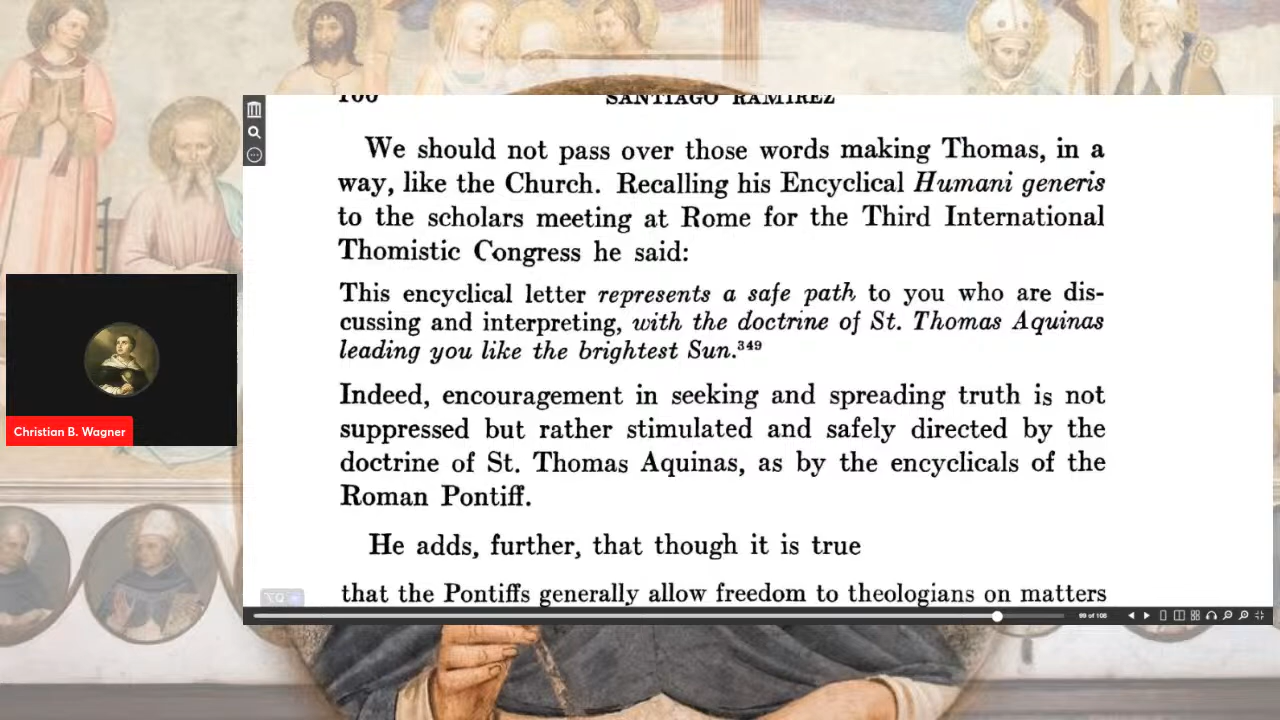 100 SANTIAGO RAMIREZ
We should not pass over those words making Thomas, in a
way, like the Church. Recalling his Encyclical Humani generis
to the scholars meeting at Rome for the Third International
Thomistic Congress he said:
This encyclical letter represents a safe path to you who are dis-
cussing and interpreting, with the doctrine of St. Thomas Aquinas
leading you like the brightest Sun.³⁴⁹
Indeed, encouragement in seeking and spreading truth is not
suppressed but rather stimulated and safely directed by the
doctrine of St. Thomas Aquinas, as by the encyclicals of the
Roman Pontiff.
He adds, further, that though it is true
that the Pontiffs generally allow freedom to theologians on matters
Christian B. Wagner
99 of 108